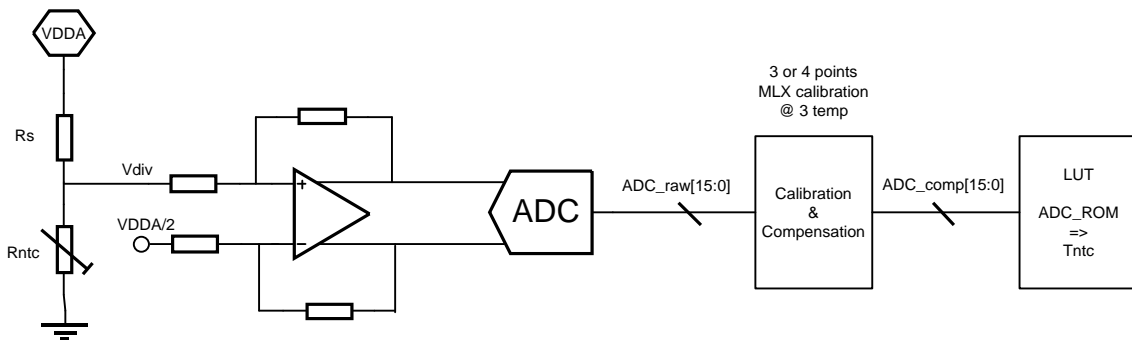 VDDA
Rs
Vdiv
VDDA/2
Rntc
+
−
ADC
ADC_raw[15:0]
3 or 4 points
MLX calibration
@ 3 temp
Calibration
&
Compensation
ADC_comp[15:0]
LUT
ADC_ROM
=>
Tntc